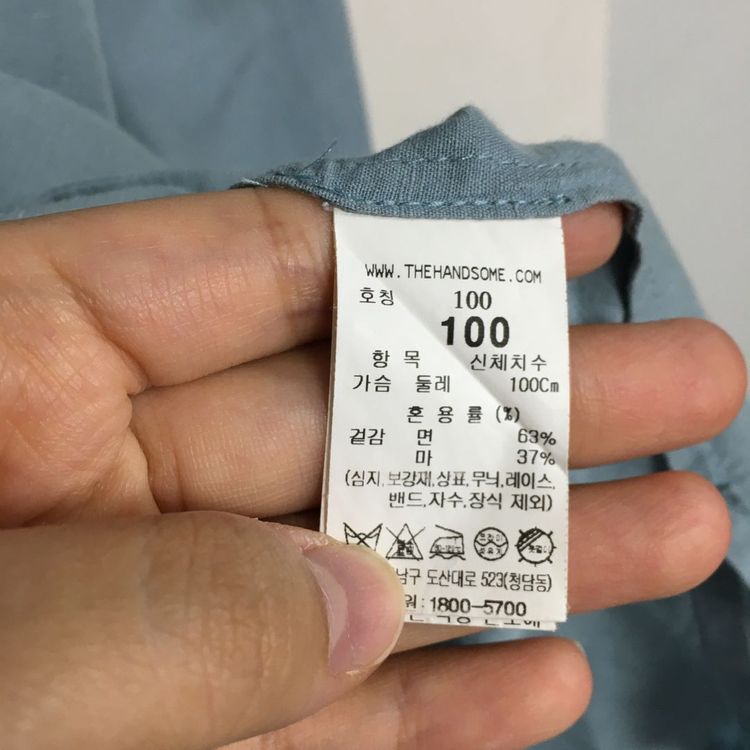 WWW.THEHANDSOME.COM
호칭 100
100
항 목 신체치수
가슴 둘레 100Cm
혼 용 률 (%)
겉감 면 63%
마 37%
(심지,보강재,상표,무늬,레이스,
밴드,자수,장식 제외)
남구 도산대로 523(청담동)
원: 1800-5700